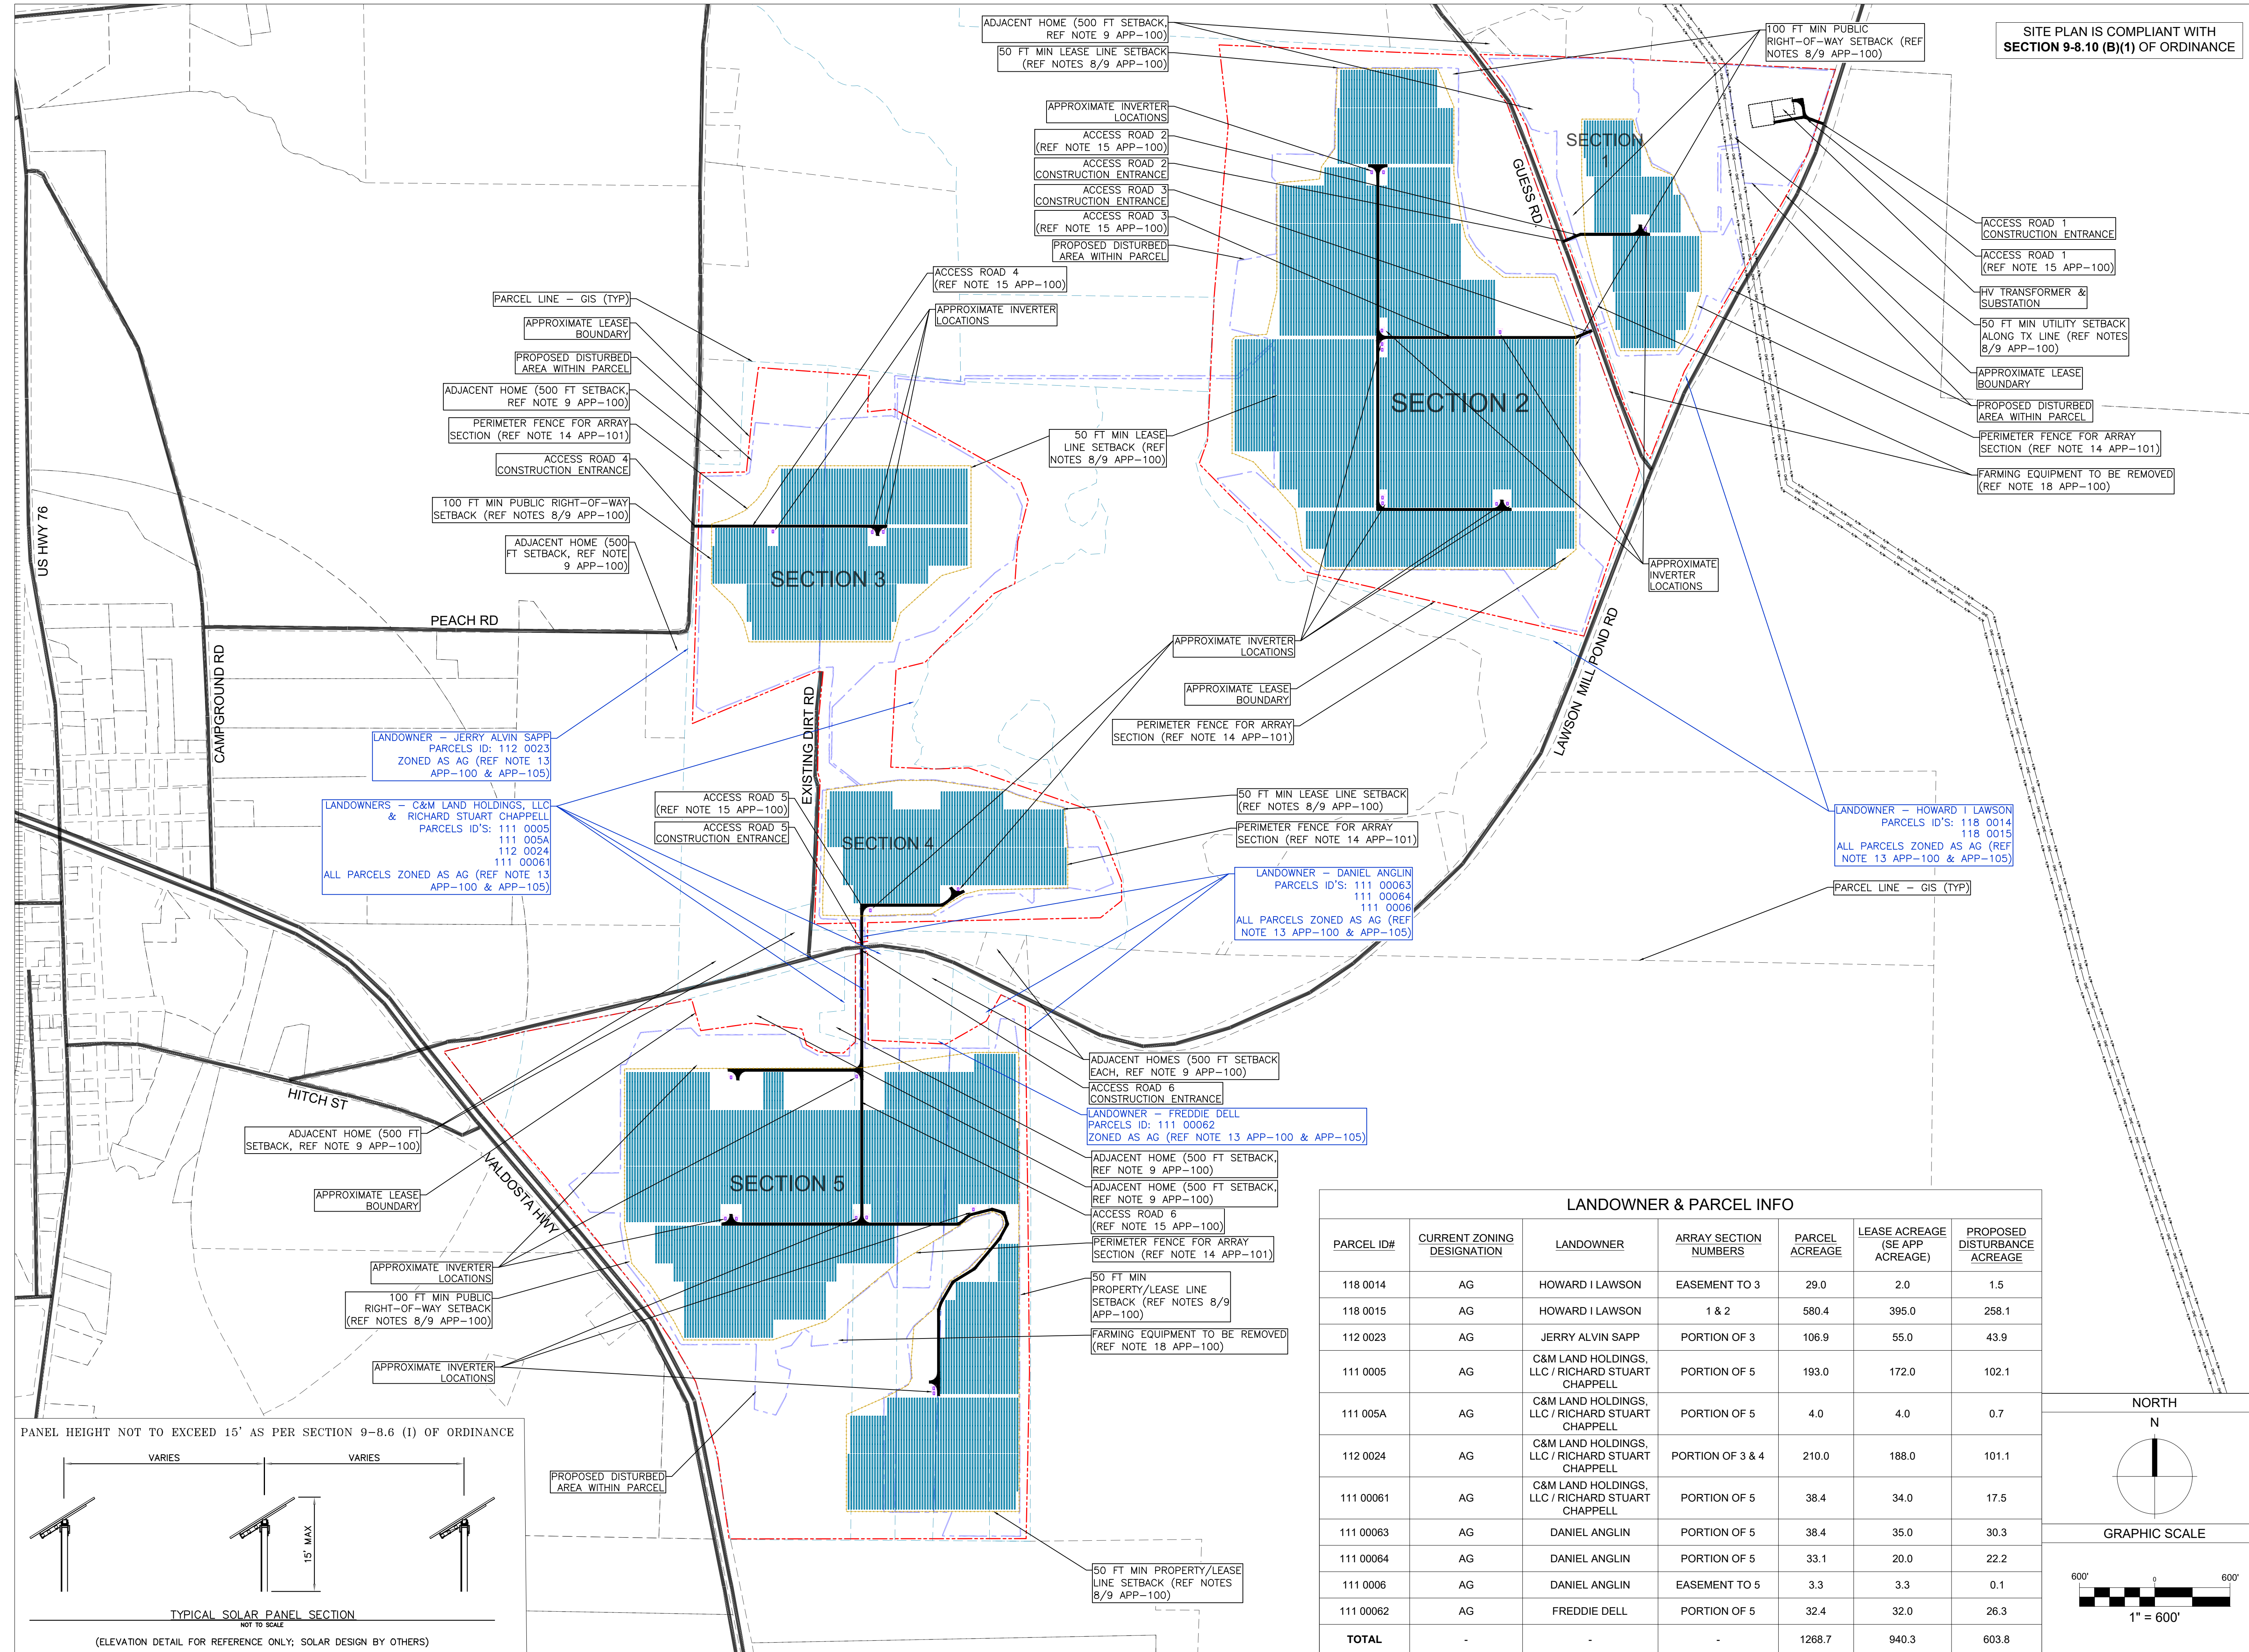 ADJACENT HOME (500 FT SETBACK,
REF NOTE 9 APP-100)
50 FT MIN LEASE LINE SETBACK
(REF NOTES 8/9 APP-100)
100 FT MIN PUBLIC
RIGHT-OF-WAY SETBACK (REF
NOTES 8/9 APP-100)
SITE PLAN IS COMPLIANT WITH
SECTION 9-8.10 (B)(1) OF ORDINANCE
APPROXIMATE INVERTER
LOCATIONS
ACCESS ROAD 2
(REF NOTE 15 APP-100)
ACCESS ROAD 2
CONSTRUCTION ENTRANCE
ACCESS ROAD 3
CONSTRUCTION ENTRANCE
ACCESS ROAD 3
(REF NOTE 15 APP-100)
PROPOSED DISTURBED
AREA WITHIN PARCEL
SECTION
1
GUESS RD.
SECTION 2
ACCESS ROAD 1
CONSTRUCTION ENTRANCE
ACCESS ROAD 1
(REF NOTE 15 APP-100)
HV TRANSFORMER &
SUBSTATION
50 FT MIN UTILITY SETBACK
ALONG TX LINE (REF NOTES
8/9 APP-100)
APPROXIMATE LEASE
BOUNDARY
PROPOSED DISTURBED
AREA WITHIN PARCEL
PERIMETER FENCE FOR ARRAY
SECTION (REF NOTE 14 APP-101)
FARMING EQUIPMENT TO BE REMOVED
(REF NOTE 18 APP-100)
ACCESS ROAD 4
(REF NOTE 15 APP-100)
APPROXIMATE INVERTER
LOCATIONS
PARCEL LINE - GIS (TYP)
APPROXIMATE LEASE
BOUNDARY
PROPOSED DISTURBED
AREA WITHIN PARCEL
ADJACENT HOME (500 FT SETBACK,
REF NOTE 9 APP-100)
PERIMETER FENCE FOR ARRAY
SECTION (REF NOTE 14 APP-101)
ACCESS ROAD 4
CONSTRUCTION ENTRANCE
100 FT MIN PUBLIC RIGHT-OF-WAY
SETBACK (REF NOTES 8/9 APP-100)
ADJACENT HOME (500
FT SETBACK, REF NOTE
9 APP-100)
50 FT MIN LEASE
LINE SETBACK (REF
NOTES 8/9 APP-100)
SECTION 3
US HWY 76
PEACH RD
CAMPGROUND RD
EXISTING DIRT RD
LAWSON MILL POND RD
APPROXIMATE
INVERTER
LOCATIONS
APPROXIMATE INVERTER
LOCATIONS
APPROXIMATE LEASE
BOUNDARY
PERIMETER FENCE FOR ARRAY
SECTION (REF NOTE 14 APP-101)
LANDOWNER - JERRY ALVIN SAPP
PARCELS ID: 112 0023
ZONED AS AG (REF NOTE 13
APP-100 & APP-105)
LANDOWNERS - C&M LAND HOLDINGS, LLC
& RICHARD STUART CHAPPELL
PARCELS ID'S: 111 0005
111 005A
112 0024
111 00061
ALL PARCELS ZONED AS AG (REF NOTE 13
APP-100 & APP-105)
ACCESS ROAD 5
(REF NOTE 15 APP-100)
ACCESS ROAD 5
CONSTRUCTION ENTRANCE
SECTION 4
50 FT MIN LEASE LINE SETBACK
(REF NOTES 8/9 APP-100)
PERIMETER FENCE FOR ARRAY
SECTION (REF NOTE 14 APP-101)
LANDOWNER - DANIEL ANGLIN
PARCELS ID'S: 111 00063
111 00064
111 0006
ALL PARCELS ZONED AS AG (REF
NOTE 13 APP-100 & APP-105)
LANDOWNER - HOWARD I LAWSON
PARCELS ID'S: 118 0014
118 0015
ALL PARCELS ZONED AS AG (REF
NOTE 13 APP-100 & APP-105)
PARCEL LINE - GIS (TYP)
HITCH ST
VALDOSTA HWY
ADJACENT HOME (500 FT
SETBACK, REF NOTE 9 APP-100)
APPROXIMATE LEASE
BOUNDARY
APPROXIMATE INVERTER
LOCATIONS
100 FT MIN PUBLIC
RIGHT-OF-WAY SETBACK
(REF NOTES 8/9 APP-100)
APPROXIMATE INVERTER
LOCATIONS
PROPOSED DISTURBED
AREA WITHIN PARCEL
SECTION 5
ADJACENT HOMES (500 FT SETBACK
EACH, REF NOTE 9 APP-100)
ACCESS ROAD 6
CONSTRUCTION ENTRANCE
LANDOWNER - FREDDIE DELL
PARCELS ID: 111 00062
ZONED AS AG (REF NOTE 13 APP-100 & APP-105)
ADJACENT HOME (500 FT SETBACK,
REF NOTE 9 APP-100)
ADJACENT HOME (500 FT SETBACK,
REF NOTE 9 APP-100)
ACCESS ROAD 6
(REF NOTE 15 APP-100)
PERIMETER FENCE FOR ARRAY
SECTION (REF NOTE 14 APP-101)
50 FT MIN
PROPERTY/LEASE LINE
SETBACK (REF NOTES 8/9
APP-100)
FARMING EQUIPMENT TO BE REMOVED
(REF NOTE 18 APP-100)
50 FT MIN PROPERTY/LEASE
LINE SETBACK (REF NOTES
8/9 APP-100)
PANEL HEIGHT NOT TO EXCEED 15' AS PER SECTION 9-8.6 (I) OF ORDINANCE
VARIES VARIES
15' MAX
TYPICAL SOLAR PANEL SECTION
NOT TO SCALE
(ELEVATION DETAIL FOR REFERENCE ONLY; SOLAR DESIGN BY OTHERS)
LANDOWNER & PARCEL INFO
PARCEL ID# CURRENT ZONING DESIGNATION LANDOWNER ARRAY SECTION NUMBERS PARCEL ACREAGE LEASE ACREAGE (SE APP ACREAGE) PROPOSED DISTURBANCE ACREAGE
118 0014 AG HOWARD I LAWSON EASEMENT TO 3 29.0 2.0 1.5
118 0015 AG HOWARD I LAWSON 1 & 2 580.4 395.0 258.1
112 0023 AG JERRY ALVIN SAPP PORTION OF 3 106.9 55.0 43.9
111 0005 AG C&M LAND HOLDINGS, LLC / RICHARD STUART CHAPPELL PORTION OF 5 193.0 172.0 102.1
111 005A AG C&M LAND HOLDINGS, LLC / RICHARD STUART CHAPPELL PORTION OF 5 4.0 4.0 0.7
112 0024 AG C&M LAND HOLDINGS, LLC / RICHARD STUART CHAPPELL PORTION OF 3 & 4 210.0 188.0 101.1
111 00061 AG C&M LAND HOLDINGS, LLC / RICHARD STUART CHAPPELL PORTION OF 5 38.4 34.0 17.5
111 00063 AG DANIEL ANGLIN PORTION OF 5 38.4 35.0 30.3
111 00064 AG DANIEL ANGLIN PORTION OF 5 33.1 20.0 22.2
111 0006 AG DANIEL ANGLIN EASEMENT TO 5 3.3 3.3 0.1
111 00062 AG FREDDIE DELL PORTION OF 5 32.4 32.0 26.3
TOTAL - - - 1268.7 940.3 603.8
NORTH
N
GRAPHIC SCALE
600' 0 600'
1" = 600'